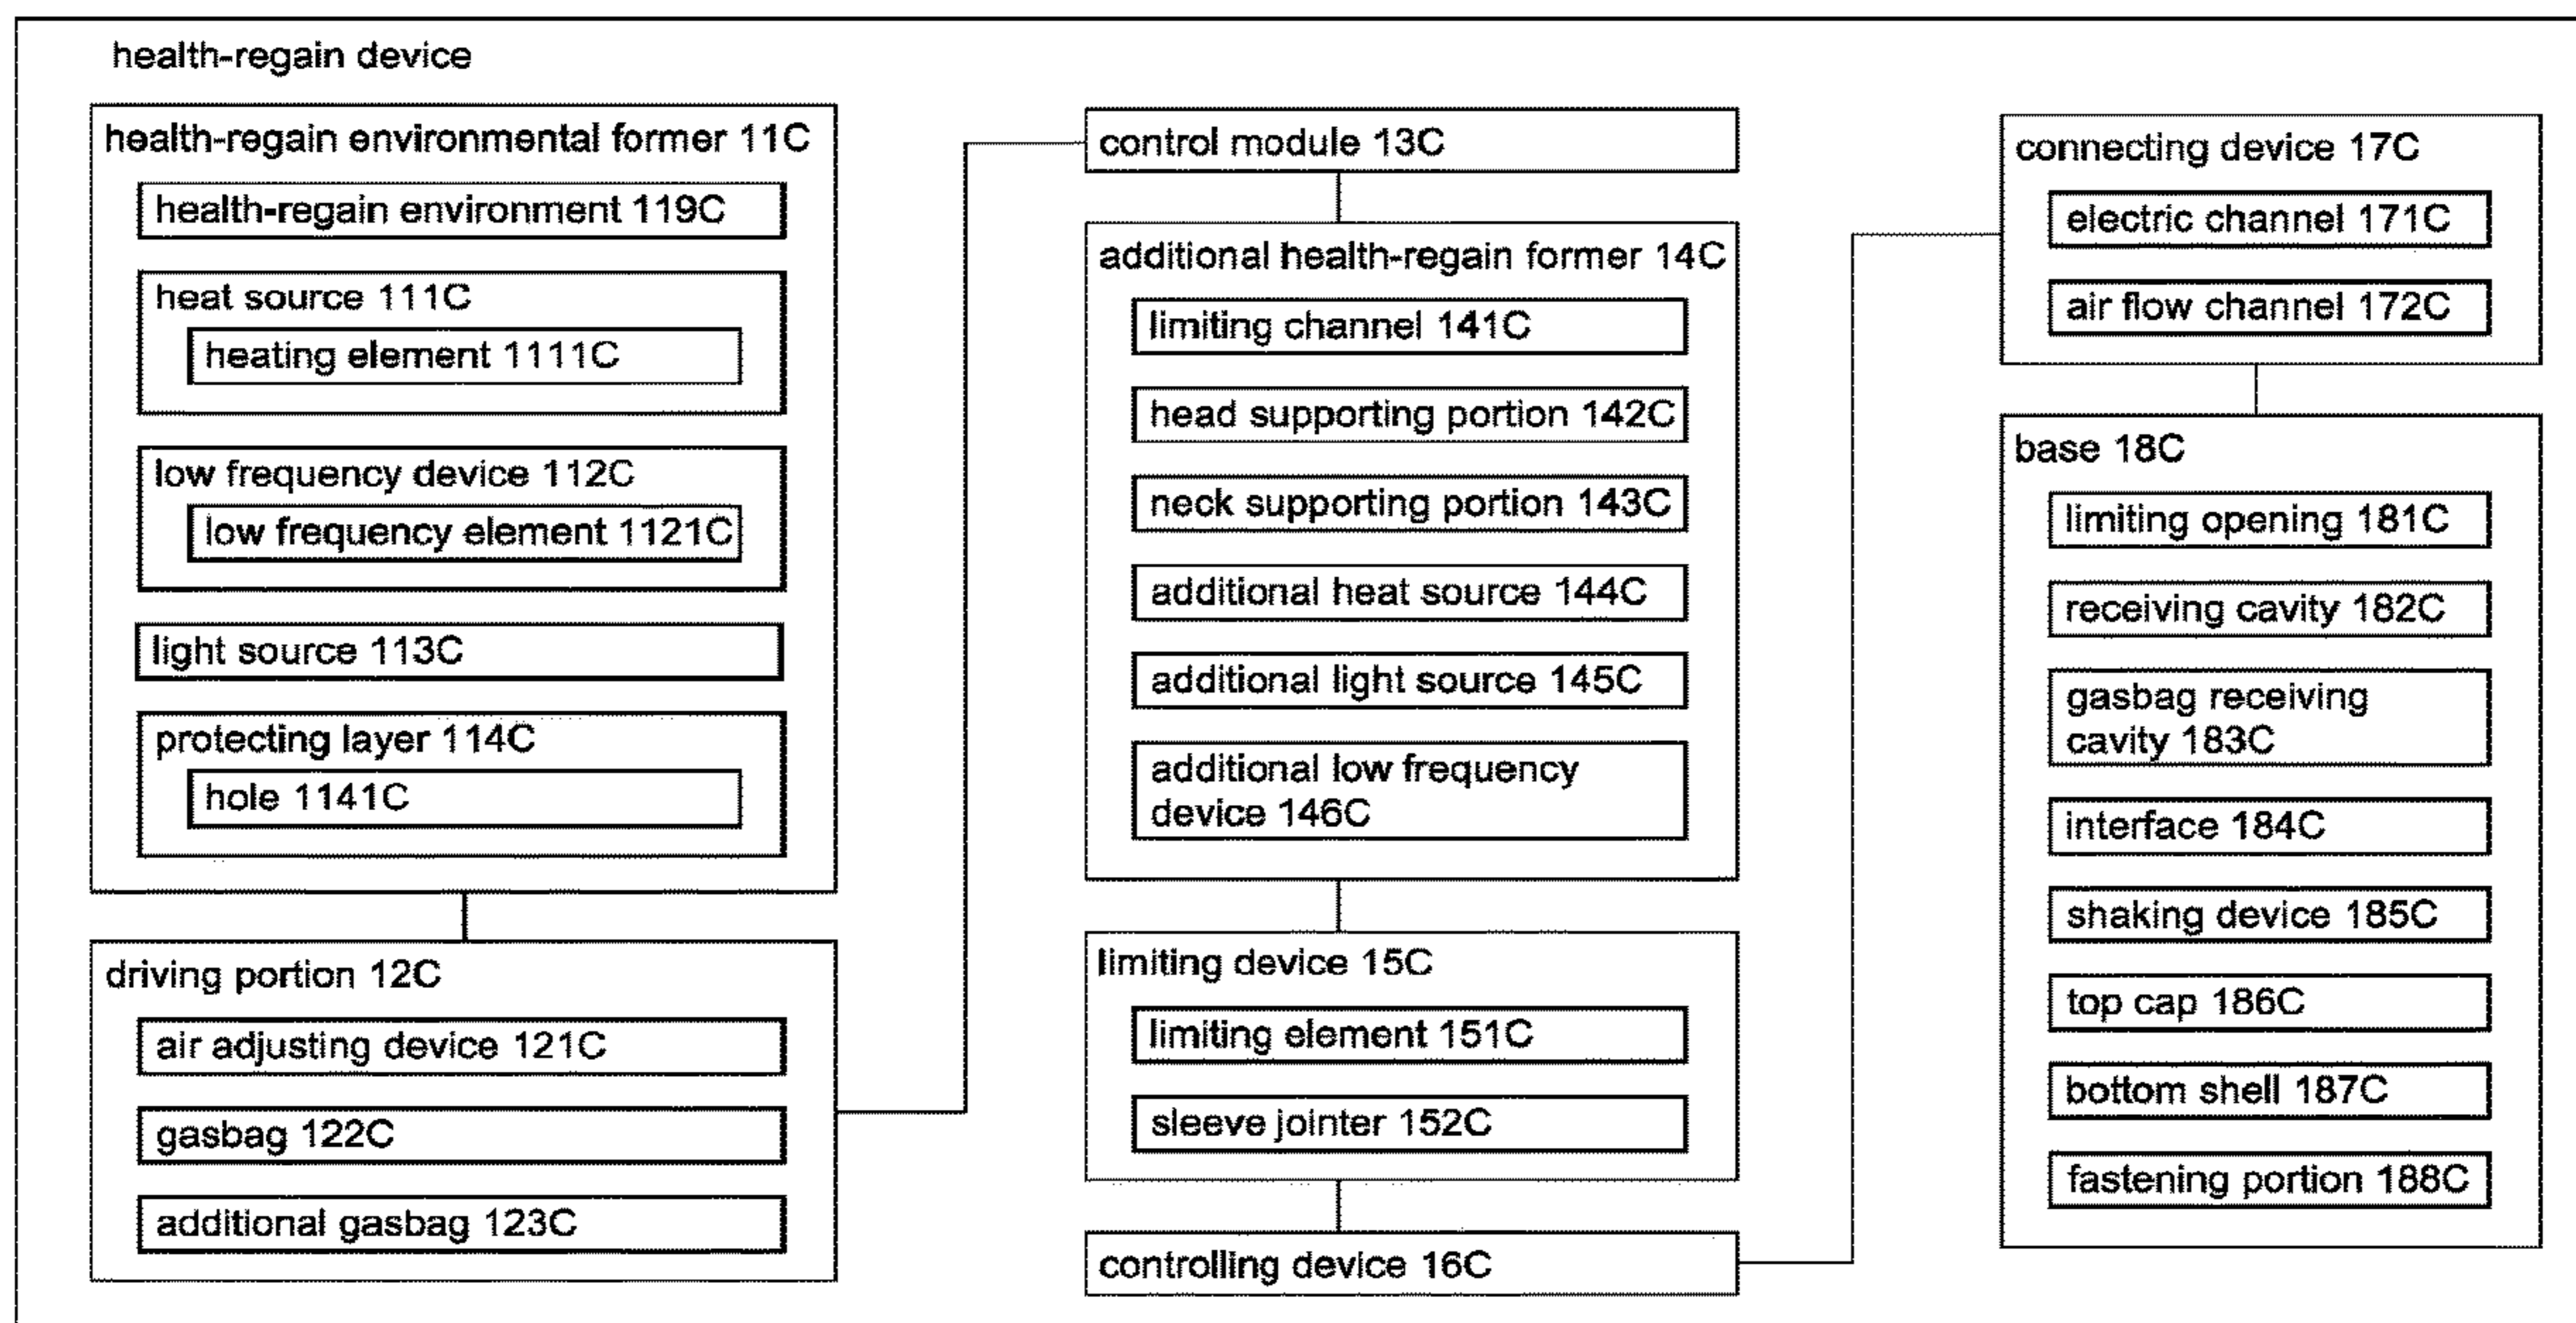 health-regain device
health-regain environmental former 11C
health-regain environment 119C
heat source 111C
heating element 1111C
low frequency device 112C
low frequency element 1121C
light source 113C
protecting layer 114C
hole 1141C
driving portion 12C
air adjusting device 121C
gasbag 122C
additional gasbag 123C
control module 13C
additional health-regain former 14C
limiting channel 141C
head supporting portion 142C
neck supporting portion 143C
additional heat source 144C
additional light source 145C
additional low frequency
device 146C
limiting device 15C
limiting element 151C
sleeve jointer 152C
controlling device 16C
connecting device 17C
electric channel 171C
air flow channel 172C
base 18C
limiting opening 181C
receiving cavity 182C
gasbag receiving
cavity 183C
interface 184C
shaking device 185C
top cap 186C
bottom shell 187C
fastening portion 188C